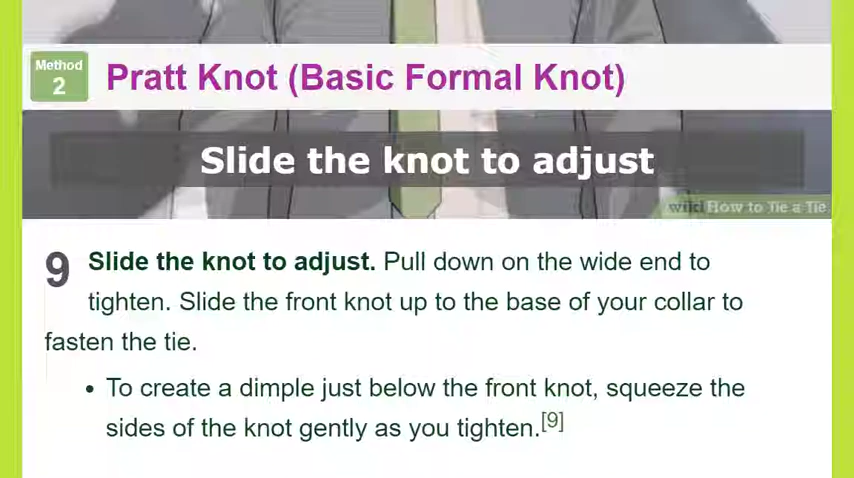 Method
2
Pratt Knot (Basic Formal Knot)
Slide the knot to adjust
wikiHow to Tie a Tie
9 Slide the knot to adjust. Pull down on the wide end to
tighten. Slide the front knot up to the base of your collar to
fasten the tie.
• To create a dimple just below the front knot, squeeze the
sides of the knot gently as you tighten.[9]